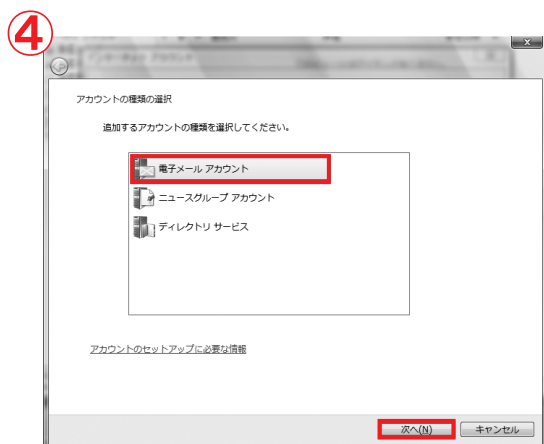 ④
アカウントの種類の選択
追加するアカウントの種類を選択してください。
電子メール アカウント
ニュースグループ アカウント
ディレクトリ サービス
アカウントのセットアップに必要な情報
次へ(N) キャンセル